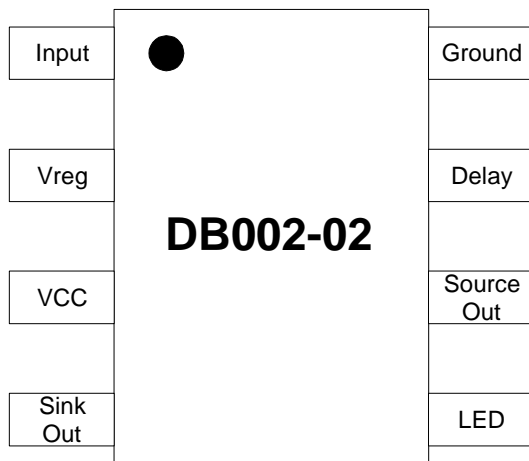 Input
Ground
Vreg
Delay
DB002-02
VCC
Source
Out
Sink
Out
LED